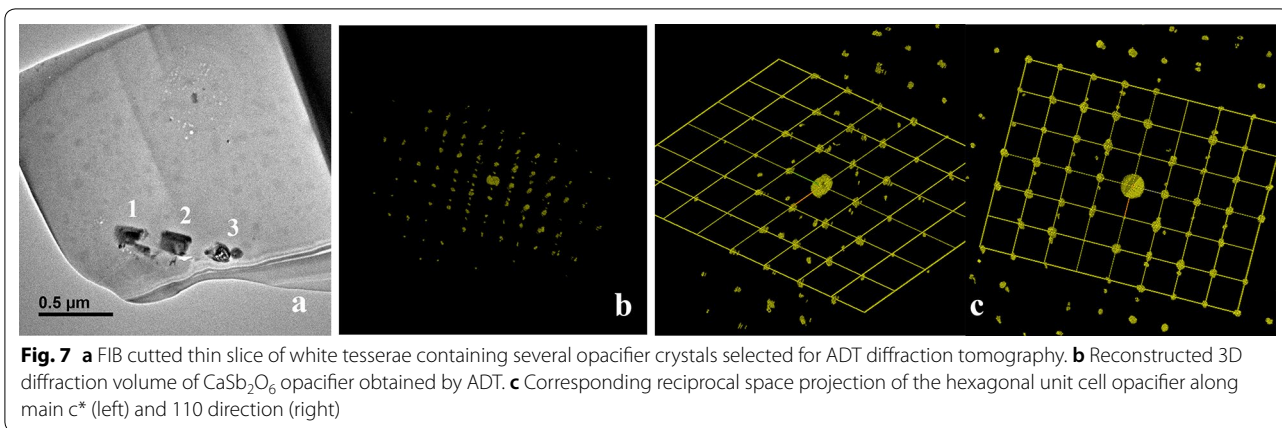 1
2
3
0.5 µm
a
b
c
Fig. 7 a FIB cutted thin slice of white tesserae containing several opacifier crystals selected for ADT diffraction tomography. b Reconstructed 3D
diffraction volume of CaSb₂O₆ opacifier obtained by ADT. c Corresponding reciprocal space projection of the hexagonal unit cell opacifier along
main c* (left) and 110 direction (right)